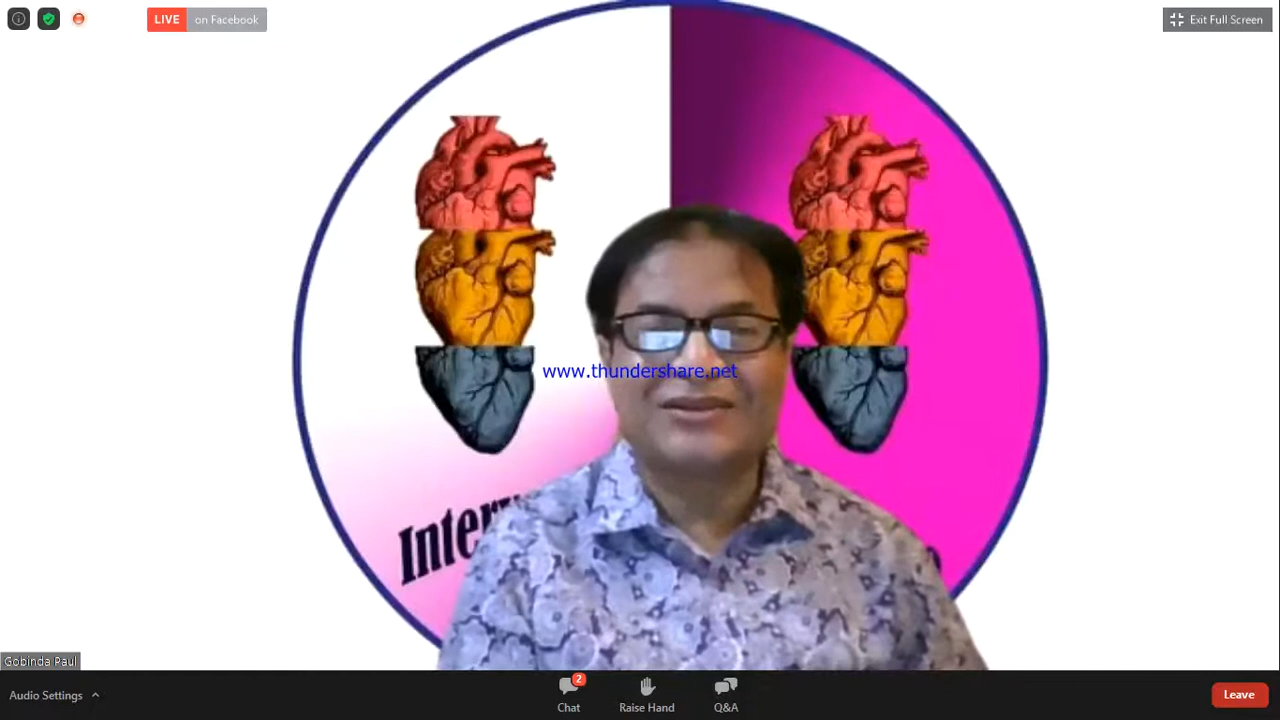 LIVE on Facebook
Exit Full Screen
www.thundershare.net
Gobinda Paul
Audio Settings
2
Chat
Raise Hand
Q&A
Leave